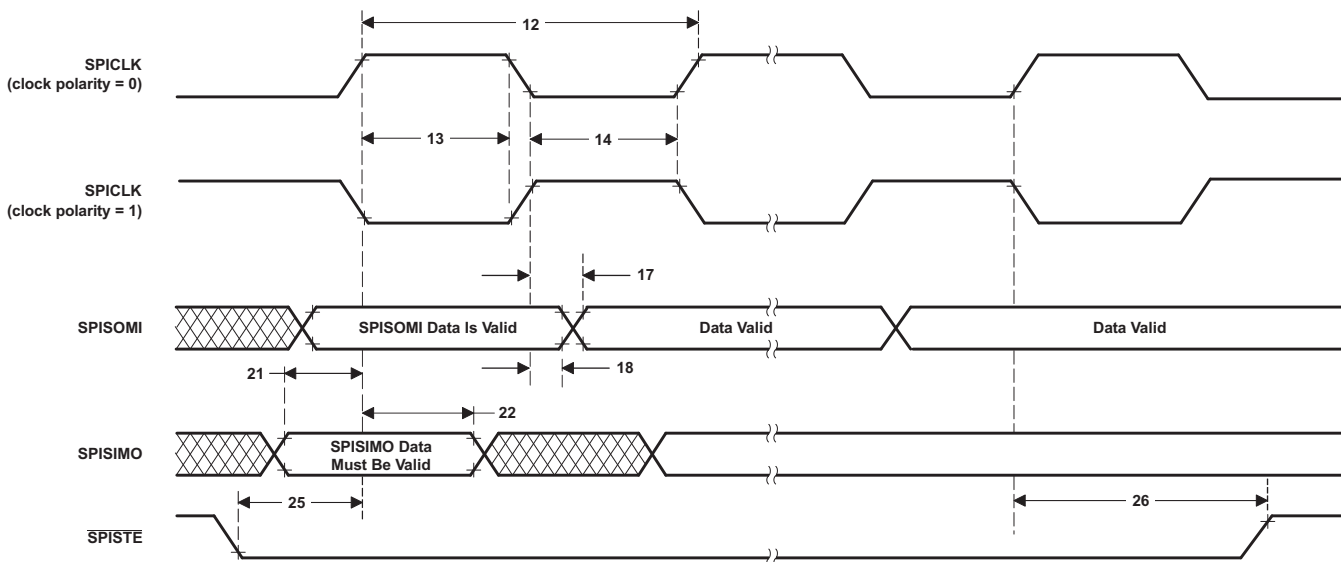 12
SPICLK
(clock polarity = 0)
13
14
SPICLK
(clock polarity = 1)
17
SPISOMI
SPISOMI Data Is Valid
Data Valid
Data Valid
18
21
22
SPISIMO
SPISIMO Data
Must Be Valid
25
26
SPISTE